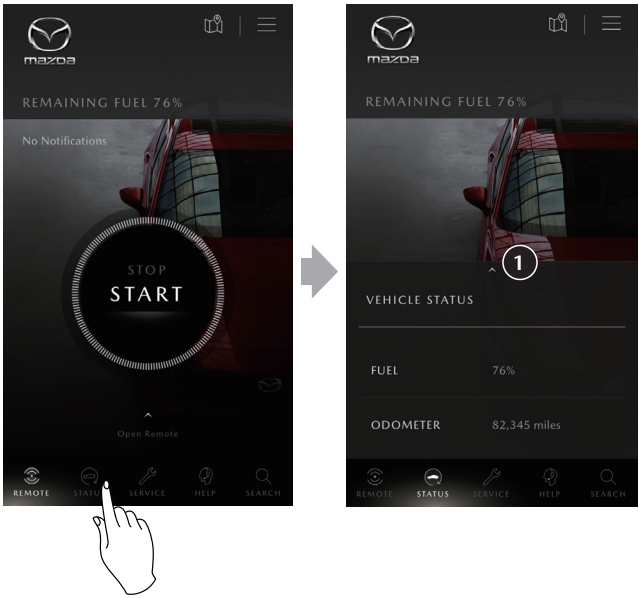 mazda
REMAINING FUEL 76%
No Notifications
STOP
START
Open Remote
REMOTE STATUS SERVICE HELP SEARCH
mazda
REMAINING FUEL 76%
1
VEHICLE STATUS
FUEL 76%
ODOMETER 82,345 miles
REMOTE STATUS SERVICE HELP SEARCH